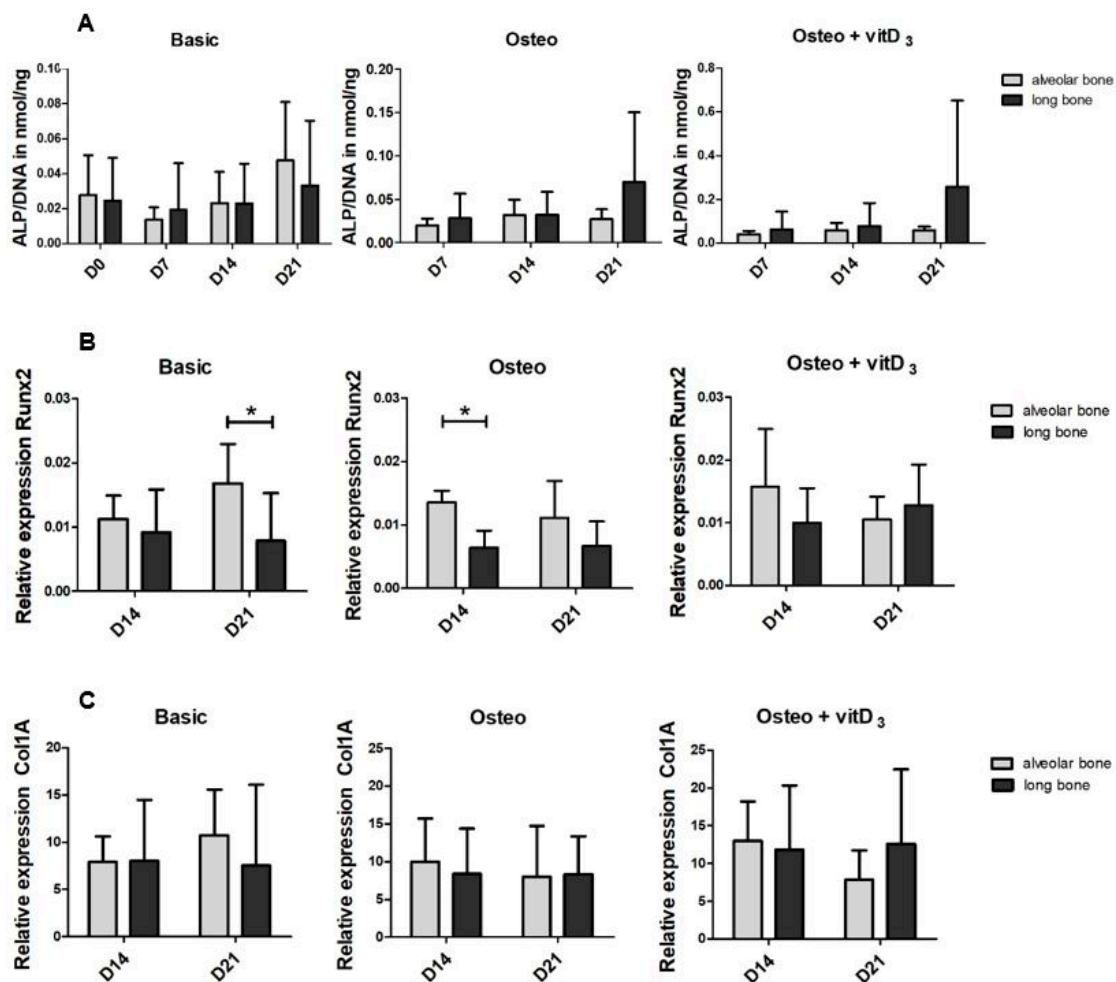 A
Basic
Osteo
Osteo + vitD 3
ALP/DNA in nmol/ng
0.10
0.08
0.06
0.04
0.02
0.00
D0
D7
D14
D21
ALP/DNA in nmol/ng
0.20
0.15
0.10
0.05
0.00
D7
D14
D21
ALP/DNA in nmol/ng
0.8
0.6
0.4
0.2
0.0
D7
D14
D21
alveolar bone
long bone
B
Basic
Osteo
Osteo + vitD 3
Relative expression Runx2
0.03
0.02
0.01
0.00
*
D14
D21
Relative expression Runx2
0.03
0.02
0.01
0.00
*
D14
D21
Relative expression Runx2
0.03
0.02
0.01
0.00
D14
D21
alveolar bone
long bone
C
Basic
Osteo
Osteo + vitD 3
Relative expression Col1A
20
15
10
5
0
D14
D21
Relative expression Col1A
25
20
15
10
5
0
D14
D21
Relative expression Col1A
25
20
15
10
5
0
D14
D21
alveolar bone
long bone